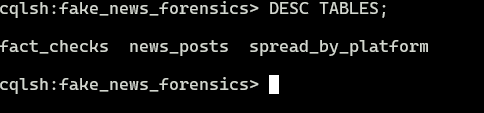 cqlsh:fake_news_forensics> DESC TABLES;
fact_checks  news_posts  spread_by_platform
cqlsh:fake_news_forensics>